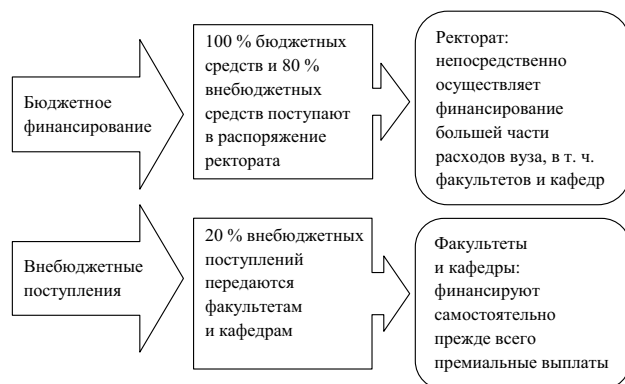 Бюджетное
финансирование
100 % бюджетных
средств и 80 %
внебюджетных
средств поступают
в распоряжение
ректората
Ректорат:
непосредственно
осуществляет
финансирование
большей части
расходов вуза, в т. ч.
факультетов и кафедр
Внебюджетные
поступления
20 % внебюджетных
поступлений
передаются
факультетам
и кафедрам
Факультеты
и кафедры:
финансируют
самостоятельно
прежде всего
премиальные выплаты